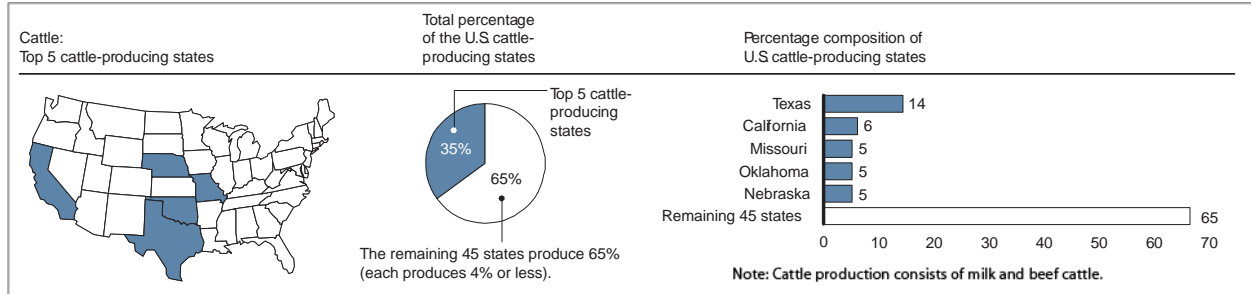 Cattle:
Top 5 cattle-producing states
Total percentage
of the U.S. cattle-
producing states
Percentage composition of
U.S. cattle-producing states
Top 5 cattle-
producing
states
35%
65%
The remaining 45 states produce 65%
(each produces 4% or less).
Texas 14
California 6
Missouri 5
Oklahoma 5
Nebraska 5
Remaining 45 states 65
0 10 20 30 40 50 60 70
Note: Cattle production consists of milk and beef cattle.